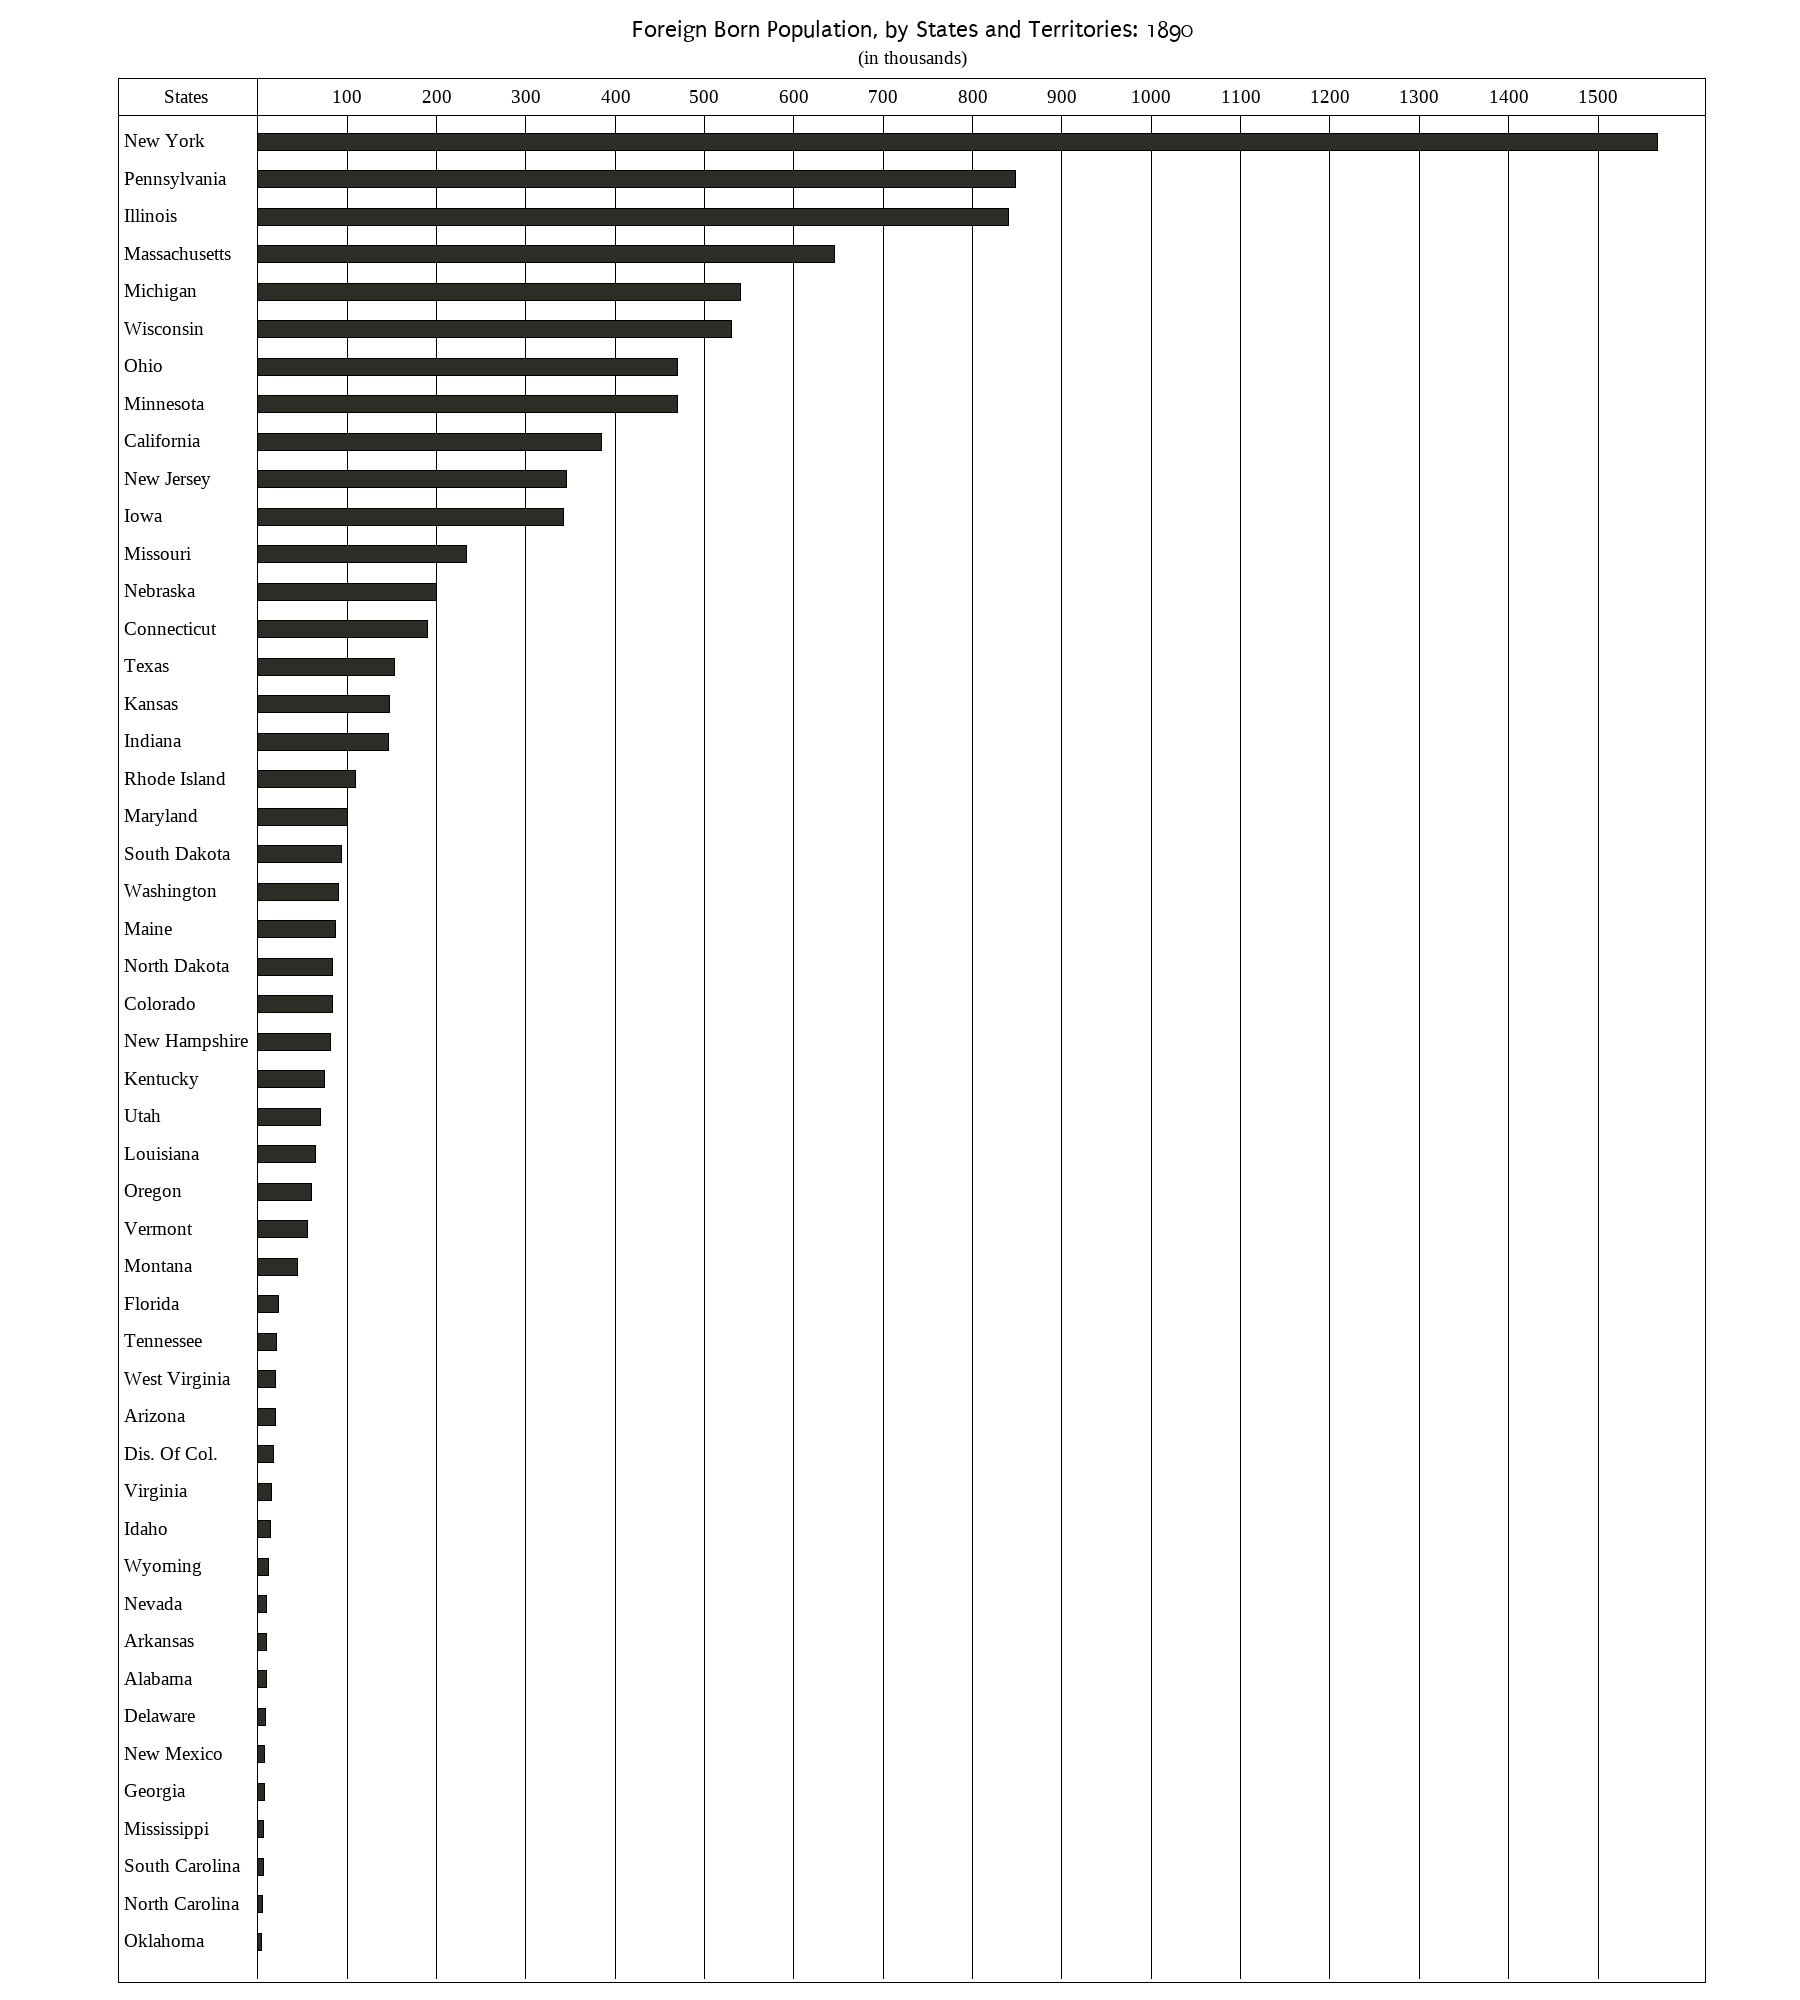 Foreign Born Population, by States and Territories: 1890
(in thousands)
States 100 200 300 400 500 600 700 800 900 1000 1100 1200 1300 1400 1500
New York
Pennsylvania
Illinois
Massachusetts
Michigan
Wisconsin
Ohio
Minnesota
California
New Jersey
Iowa
Missouri
Nebraska
Connecticut
Texas
Kansas
Indiana
Rhode Island
Maryland
South Dakota
Washington
Maine
North Dakota
Colorado
New Hampshire
Kentucky
Utah
Louisiana
Oregon
Vermont
Montana
Florida
Tennessee
West Virginia
Arizona
Dis. Of Col.
Virginia
Idaho
Wyoming
Nevada
Arkansas
Alabama
Delaware
New Mexico
Georgia
Mississippi
South Carolina
North Carolina
Oklahoma